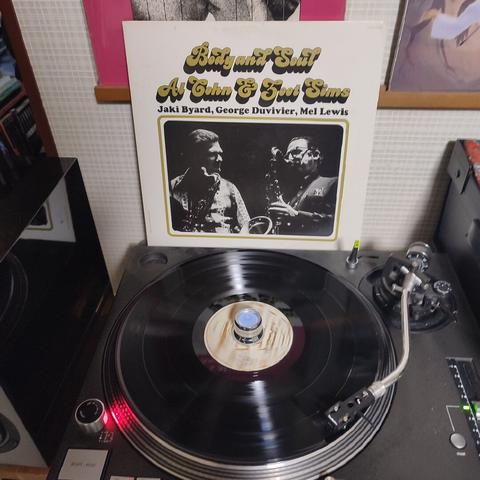 Body and Soul
Al Cohn & Zoot Sims
Jaki Byard, George Duvivier, Mel Lewis